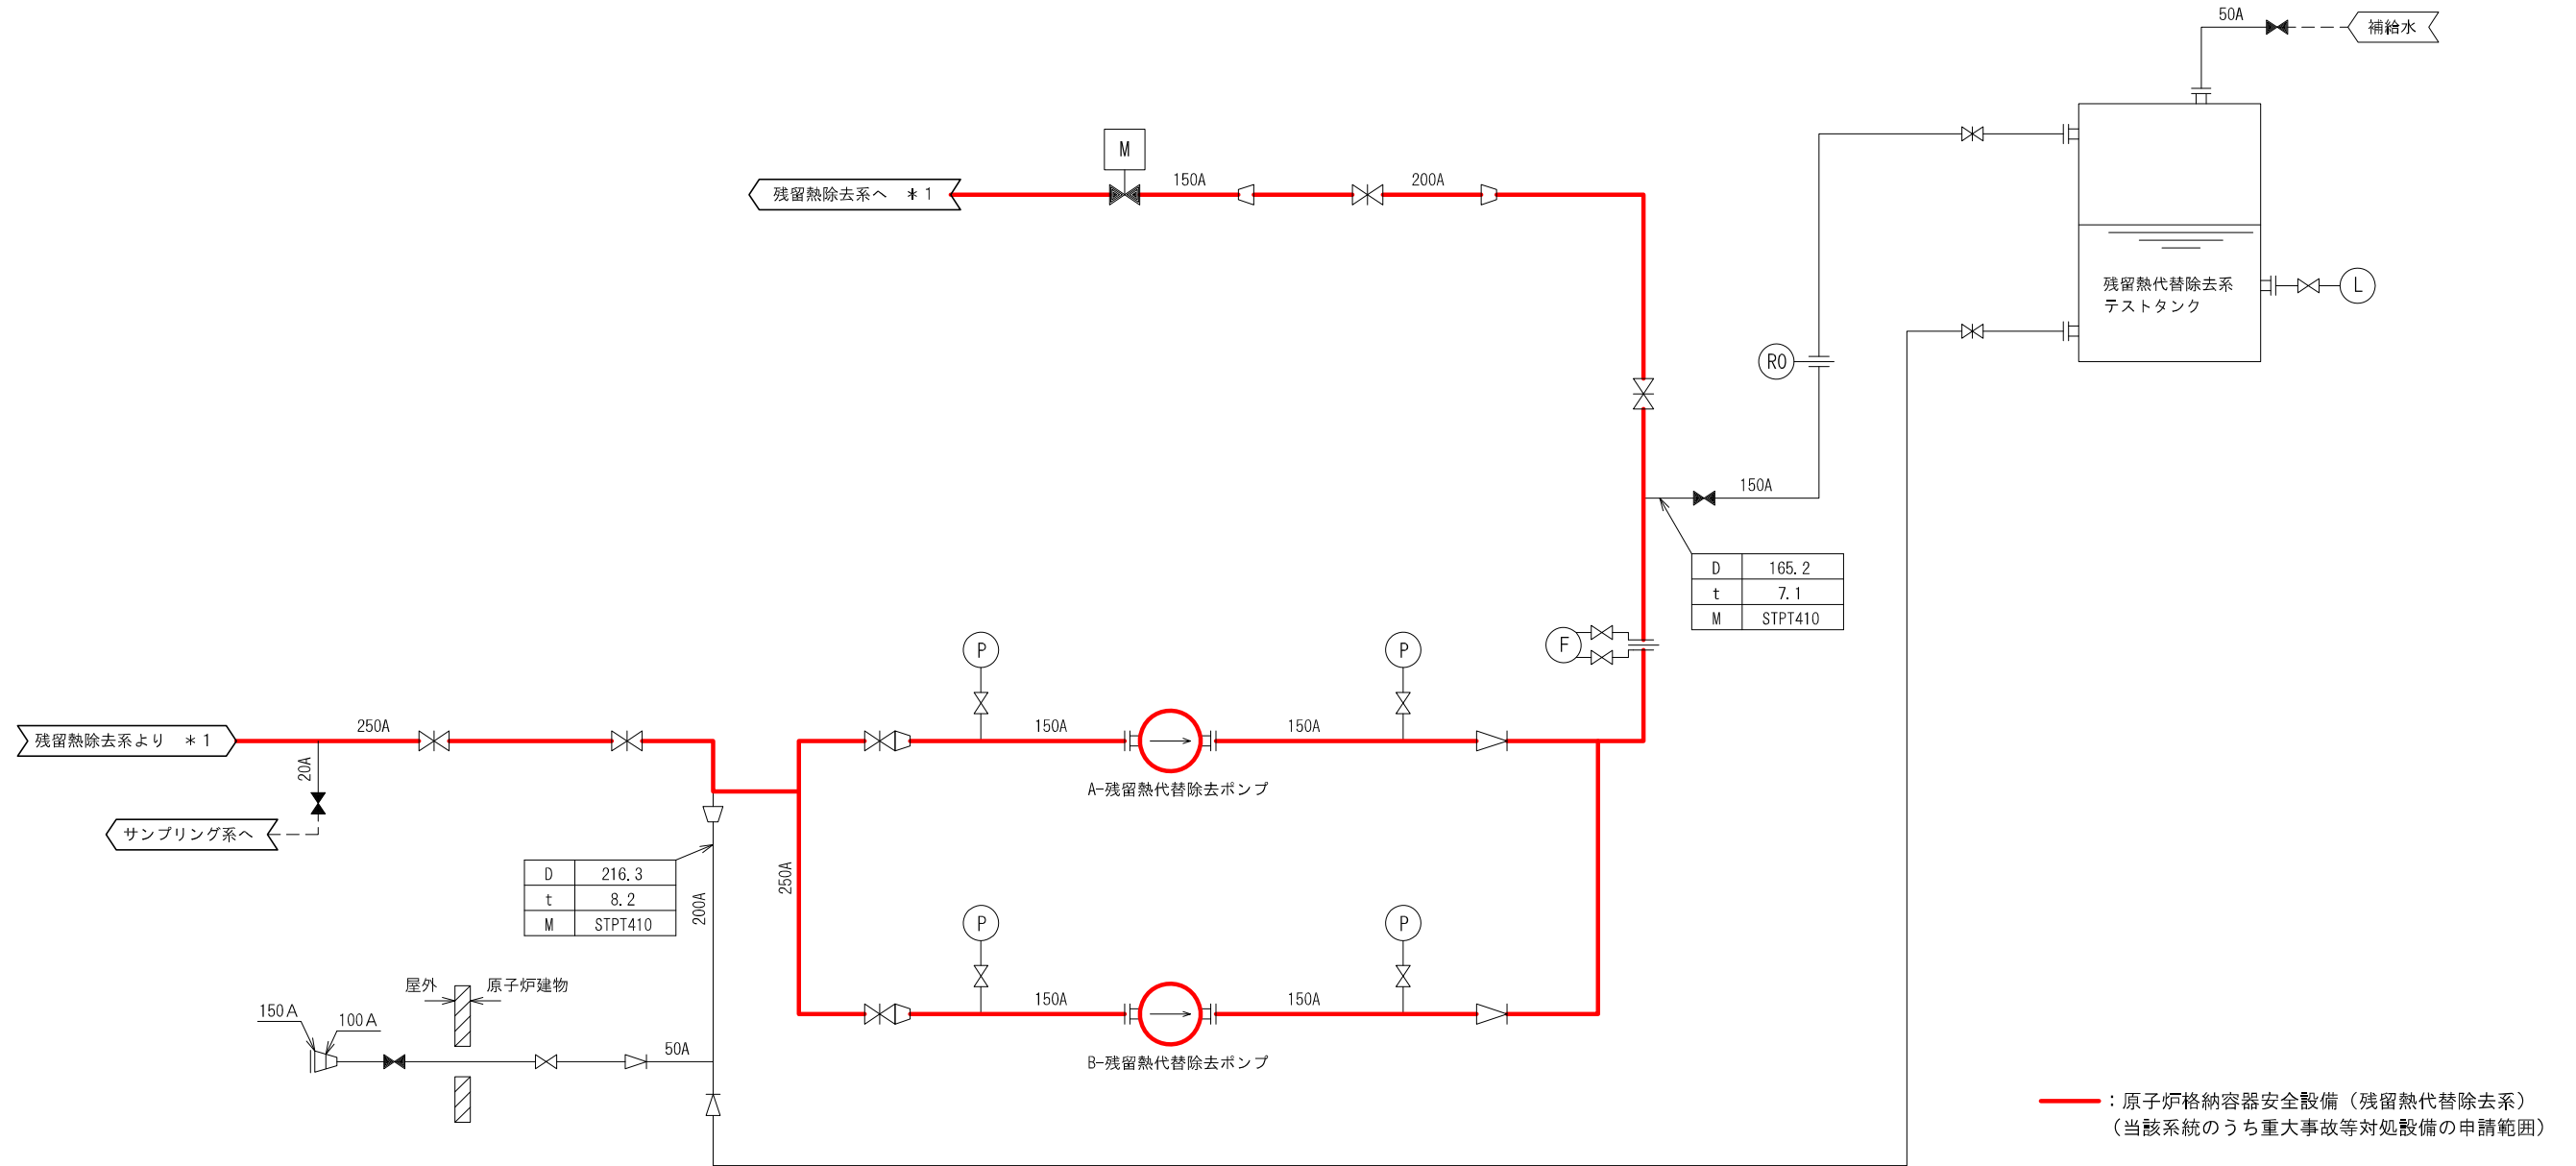 50A
補給水
M
残留熱除去系へ ＊1
150A
200A
残留熱代替除去系
テストタンク
L
RO
150A
D 165.2
t 7.1
M STPT410
F
P
P
残留熱除去系より ＊1
250A
150A
150A
20A
A-残留熱代替除去ポンプ
サンプリング系へ
D 216.3
t 8.2
M STPT410
200A
250A
P
P
屋外
原子炉建物
150A
100A
150A
150A
50A
B-残留熱代替除去ポンプ
：原子炉格納容器安全設備（残留熱代替除去系）
（当該系統のうち重大事故等対処設備の申請範囲）